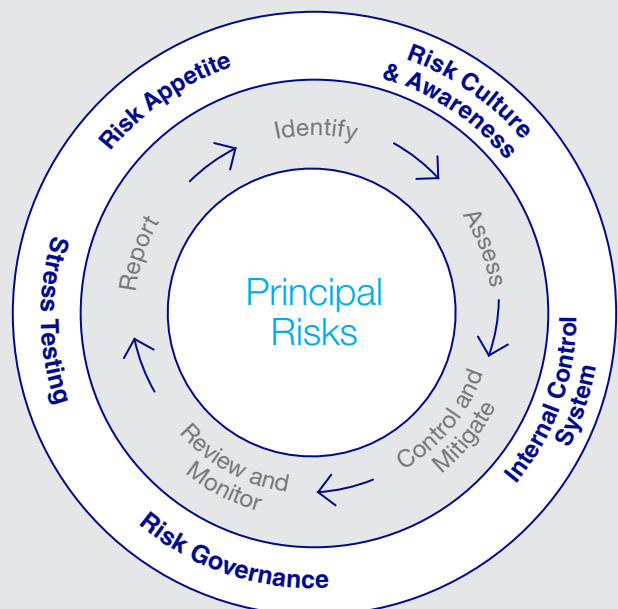 Risk Appetite
Risk Culture
& Awareness
Internal Control
System
Risk Governance
Stress Testing
Identify
Assess
Control and
Mitigate
Review and
Monitor
Report
Principal
Risks